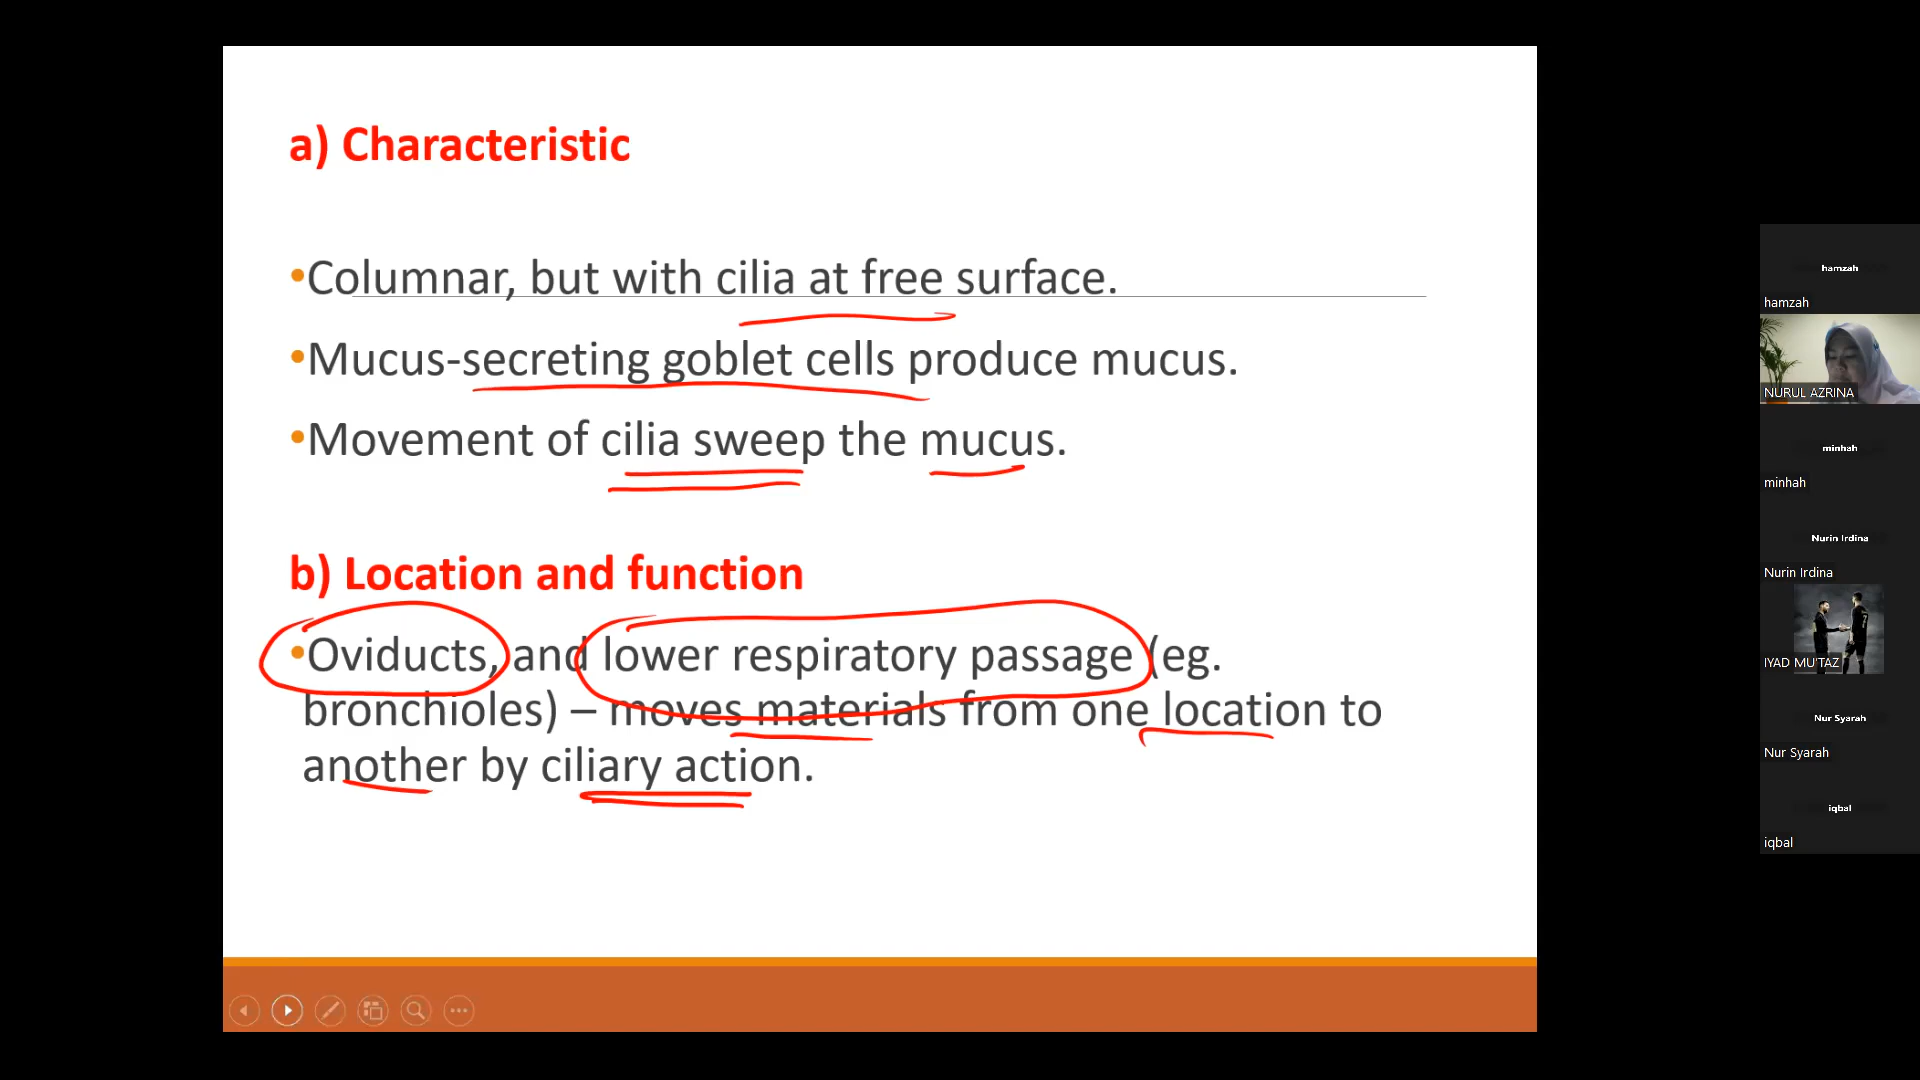 a) Characteristic
•Columnar, but with cilia at free surface.
•Mucus-secreting goblet cells produce mucus.
•Movement of cilia sweep the mucus.
b) Location and function
•Oviducts, and lower respiratory passage (eg.
bronchioles) – moves materials from one location to
another by ciliary action.
hamzah
hamzah
NURUL AZRINA
minhah
minhah
Nurin Irdina
Nurin Irdina
IYAD MU'TAZ
Nur Syarah
Nur Syarah
iqbal
iqbal